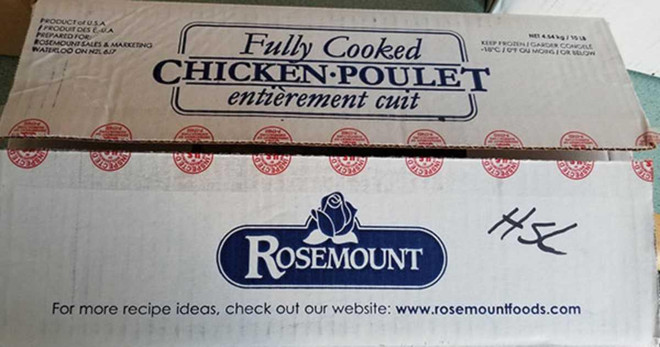 PRODUCT of U.S.A
/ PRODUIT DES É-U.A
PREPARED FOR:
ROSEMOUNT SALES & MARKETING
WATERLOO ON N2L 6J7
Fully Cooked
CHICKEN·POULET
entièrement cuit
NET 4.54 kg / 10 LB
KEEP FROZEN / GARDER CONGELÉ
-18°C / 0°F OU MOINS / OR BELOW
ROSEMOUNT
H5C
For more recipe ideas, check out our website: www.rosemountfoods.com